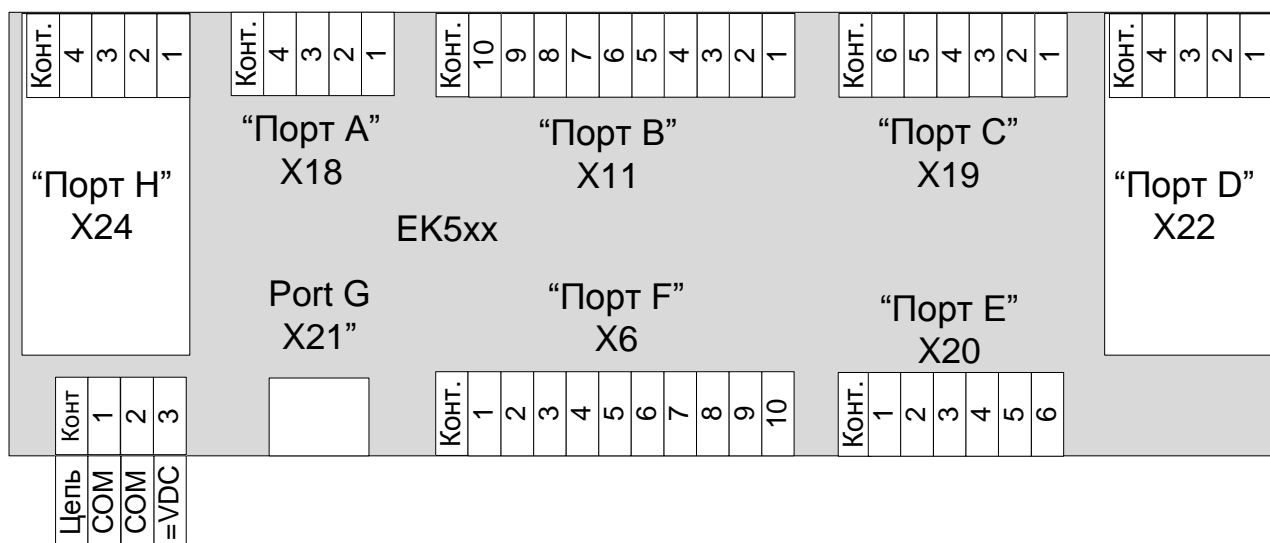 Конт. 4 3 2 1
Конт. 4 3 2 1
Конт. 10 9 8 7 6 5 4 3 2 1
Конт. 6 5 4 3 2 1
Конт. 4 3 2 1
“Порт A”
X18
“Порт B”
X11
“Порт C”
X19
“Порт H”
X24
“Порт D”
X22
EK5xx
Port G
X21”
“Порт F”
X6
“Порт E”
X20
Конт 1 2 3
Конт. 1 2 3 4 5 6 7 8 9 10
Конт. 1 2 3 4 5 6
Цепь COM COM =VDC